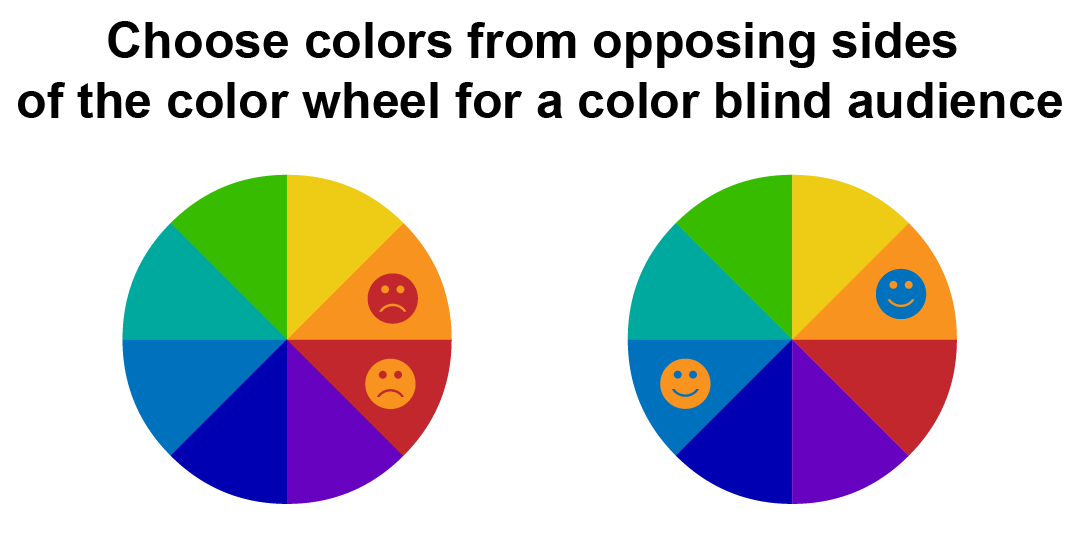 Choose colors from opposing sides
of the color wheel for a color blind audience